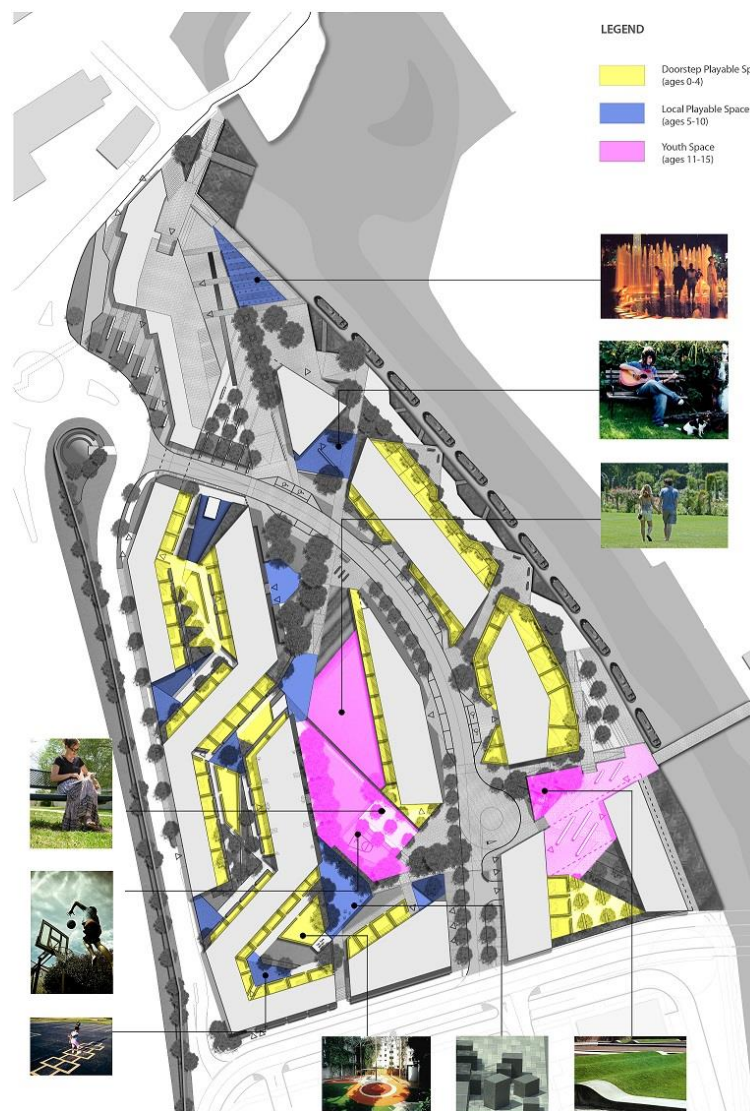 LEGEND
Doorstep Playable Sp
(ages 0-4)
Local Playable Space
(ages 5-10)
Youth Space
(ages 11-15)